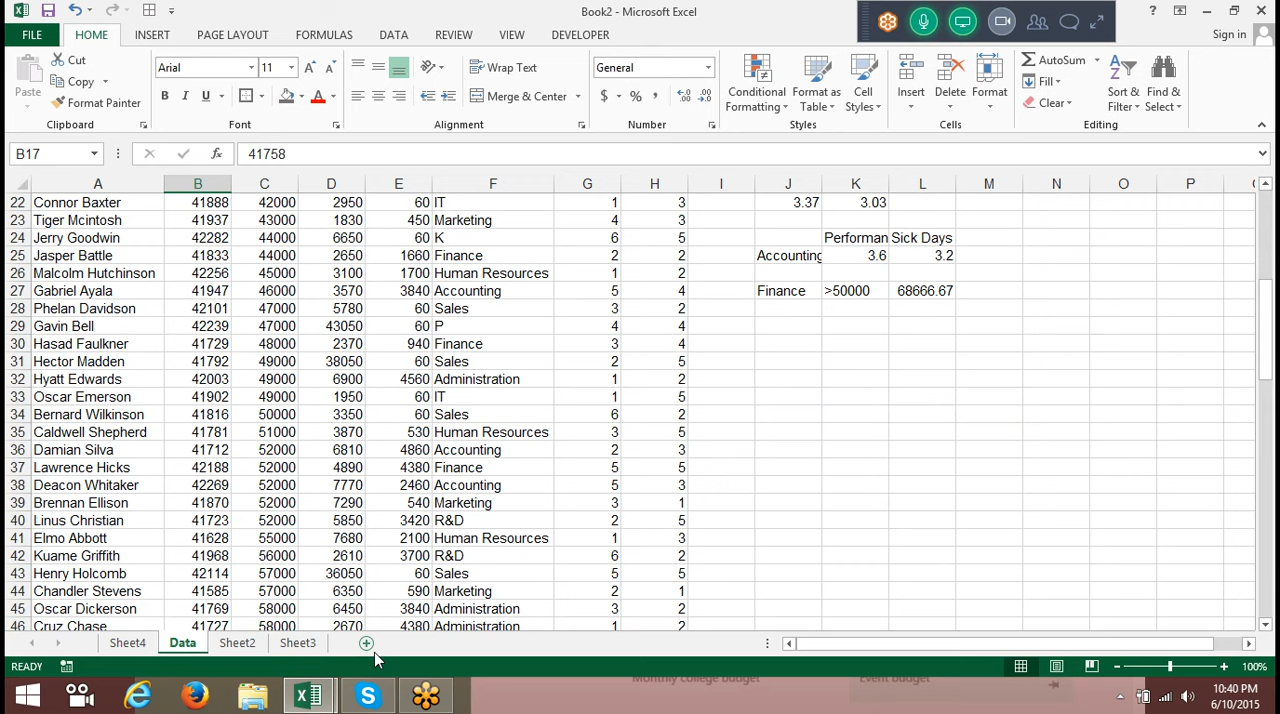 Book2 - Microsoft Excel
? Sign in
FILE HOME INSERT PAGE LAYOUT FORMULAS DATA REVIEW VIEW DEVELOPER
Paste Cut Copy Format Painter
Arial 11 B I U A
Wrap Text Merge & Center
General $ % ,
Conditional Formatting Format as Table Cell Styles
Insert Delete Format
AutoSum Fill Clear Sort & Filter Find & Select
Clipboard Font Alignment Number Styles Cells Editing
B17 fx 41758
A B C D E F G H I J K L M N O P
22 Connor Baxter 41888 42000 2950 60 IT 1 3 3.37 3.03
23 Tiger Mcintosh 41937 43000 1830 450 Marketing 4 3
24 Jerry Goodwin 42282 44000 6650 60 K 6 5 Performan Sick Days
25 Jasper Battle 41833 44000 2650 1660 Finance 2 2 Accounting 3.6 3.2
26 Malcolm Hutchinson 42256 45000 3100 1700 Human Resources 1 2
27 Gabriel Ayala 41947 46000 3570 3840 Accounting 5 4 Finance >50000 68666.67
28 Phelan Davidson 42101 47000 5780 60 Sales 3 2
29 Gavin Bell 42239 47000 43050 60 P 4 4
30 Hasad Faulkner 41729 48000 2370 940 Finance 3 4
31 Hector Madden 41792 49000 38050 60 Sales 2 5
32 Hyatt Edwards 42003 49000 6900 4560 Administration 1 2
33 Oscar Emerson 41902 49000 1950 60 IT 1 5
34 Bernard Wilkinson 41816 50000 3350 60 Sales 6 2
35 Caldwell Shepherd 41781 51000 3870 530 Human Resources 3 5
36 Damian Silva 41712 52000 6810 4860 Accounting 2 3
37 Lawrence Hicks 42188 52000 4890 4380 Finance 5 5
38 Deacon Whitaker 42269 52000 7770 2460 Accounting 5 3
39 Brennan Ellison 41870 52000 7290 540 Marketing 3 1
40 Linus Christian 41723 52000 5850 3420 R&D 2 5
41 Elmo Abbott 41628 55000 7680 2100 Human Resources 1 3
42 Kuame Griffith 41968 56000 2610 3700 R&D 6 2
43 Henry Holcomb 42114 57000 36050 60 Sales 5 5
44 Chandler Stevens 41585 57000 6350 590 Marketing 2 1
45 Oscar Dickerson 41769 58000 6450 3840 Administration 3 2
46 Cruz Chase 41727 58000 2670 4380 Administration 1 2
Sheet4 Data Sheet2 Sheet3
READY 100%
Monthly college budget Event budget
10:40 PM
6/10/2015